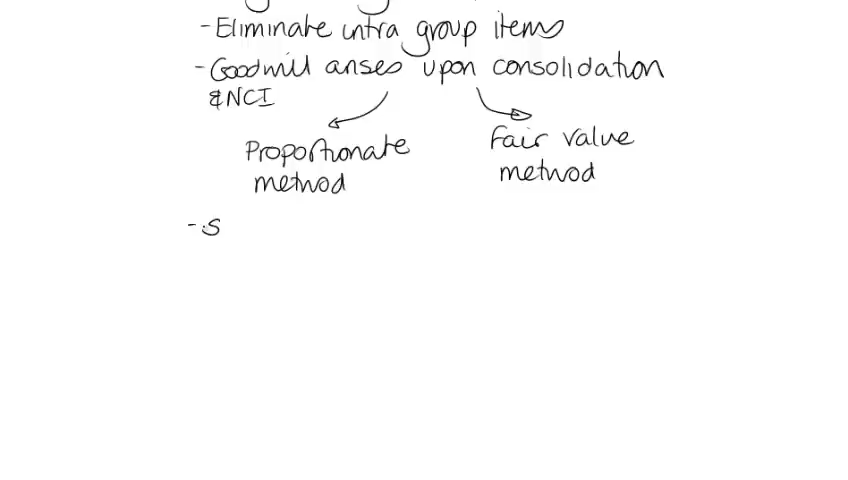 - Eliminate intra group items
- Goodwill arises upon consolidation
& NCI
Proportionate method
Fair value method
- S